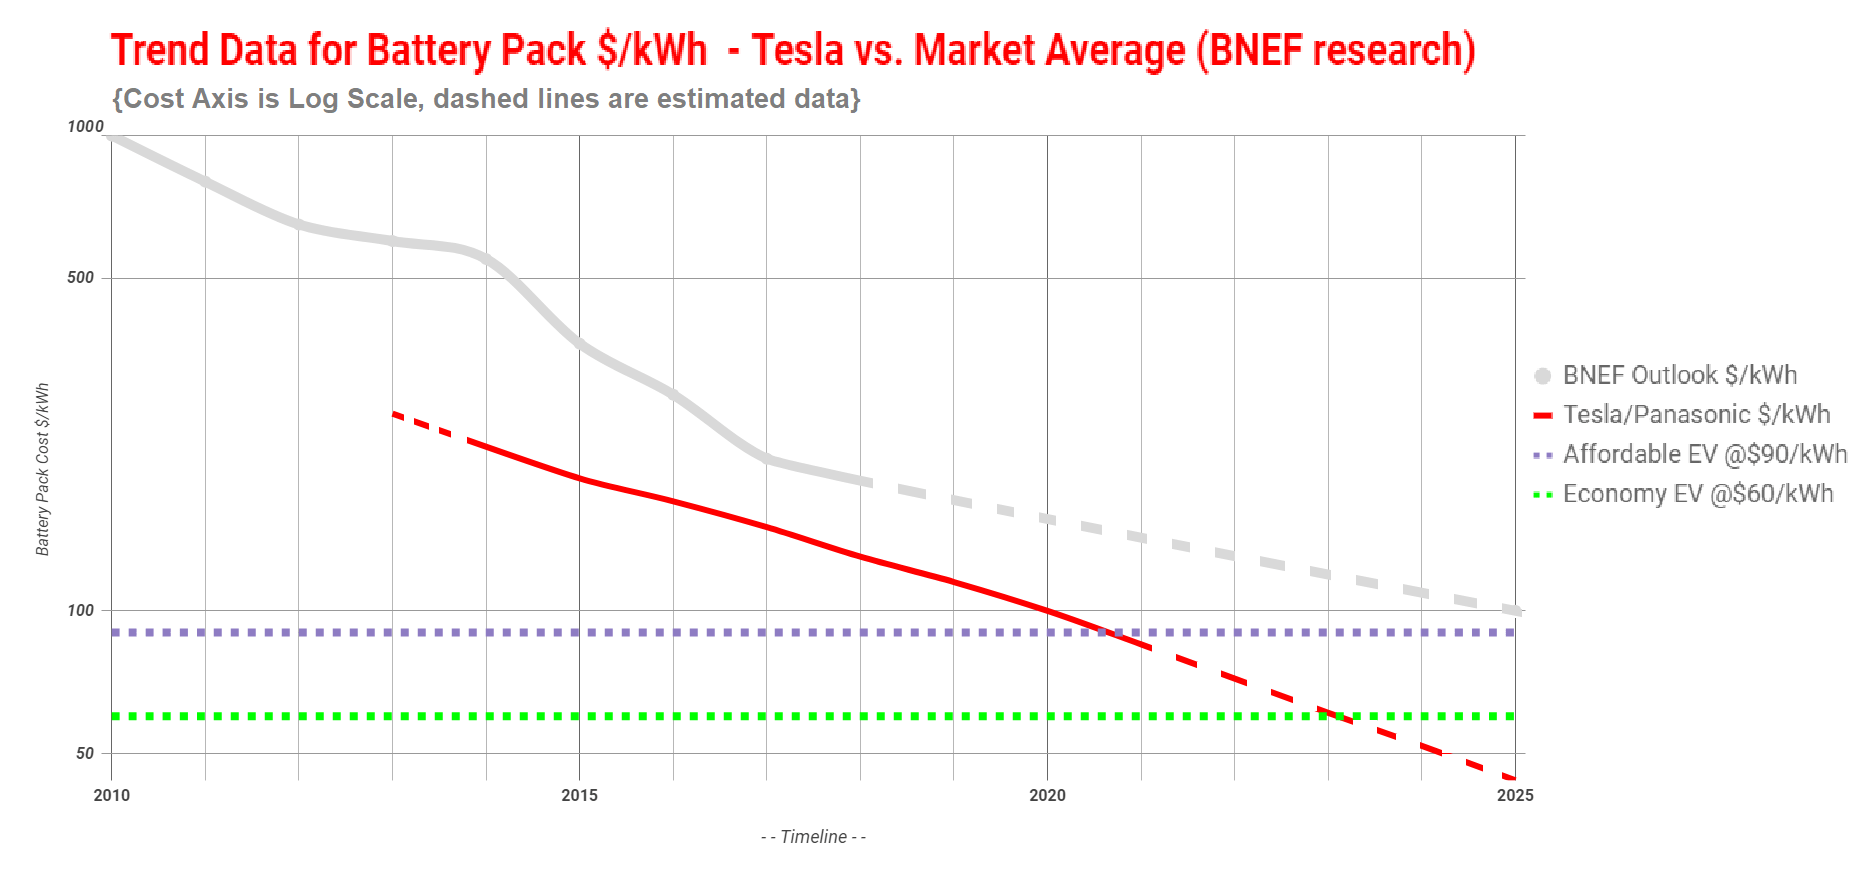 Trend Data for Battery Pack $/kWh - Tesla vs. Market Average (BNEF research)
{Cost Axis is Log Scale, dashed lines are estimated data}
1000
500
100
50
Battery Pack Cost $/kWh
2010
2015
2020
2025
- - Timeline - -
BNEF Outlook $/kWh
Tesla/Panasonic $/kWh
Affordable EV @$90/kWh
Economy EV @$60/kWh